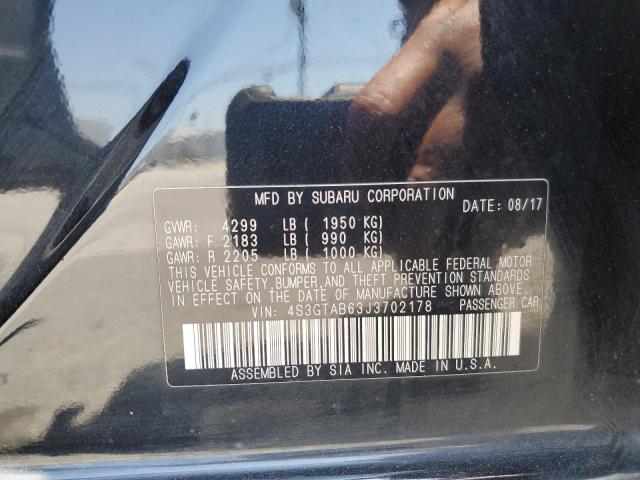 MFD BY SUBARU CORPORATION
DATE: 08/17
GVWR: 4299 LB ( 1950 KG)
GAWR: F 2183 LB ( 990 KG)
GAWR: R 2205 LB ( 1000 KG)
THIS VEHICLE CONFORMS TO ALL APPLICABLE FEDERAL MOTOR
VEHICLE SAFETY, BUMPER, AND THEFT PREVENTION STANDARDS
IN EFFECT ON THE DATE OF MANUFACTURE SHOWN ABOVE.
VIN: 4S3GTAB63J3702178 PASSENGER CAR
ASSEMBLED BY SIA INC. MADE IN U.S.A.